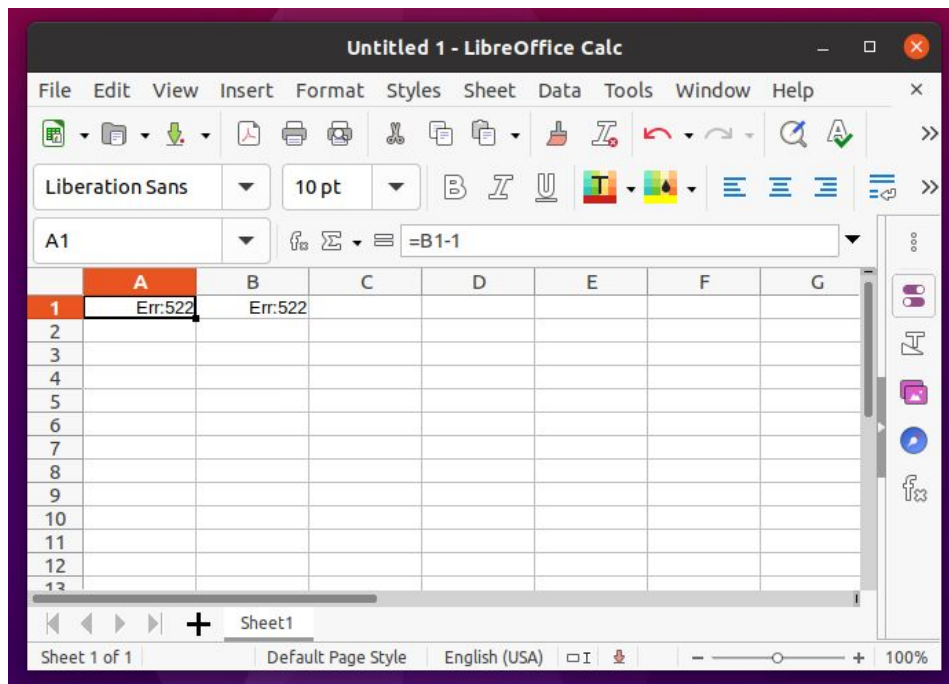 Untitled 1 - LibreOffice Calc
File Edit View Insert Format Styles Sheet Data Tools Window Help
Liberation Sans 10 pt
A1 =B1-1
A B C D E F G
1 Err:522 Err:522
2
3
4
5
6
7
8
9
10
11
12
13
Sheet1
Sheet 1 of 1 Default Page Style English (USA) 100%